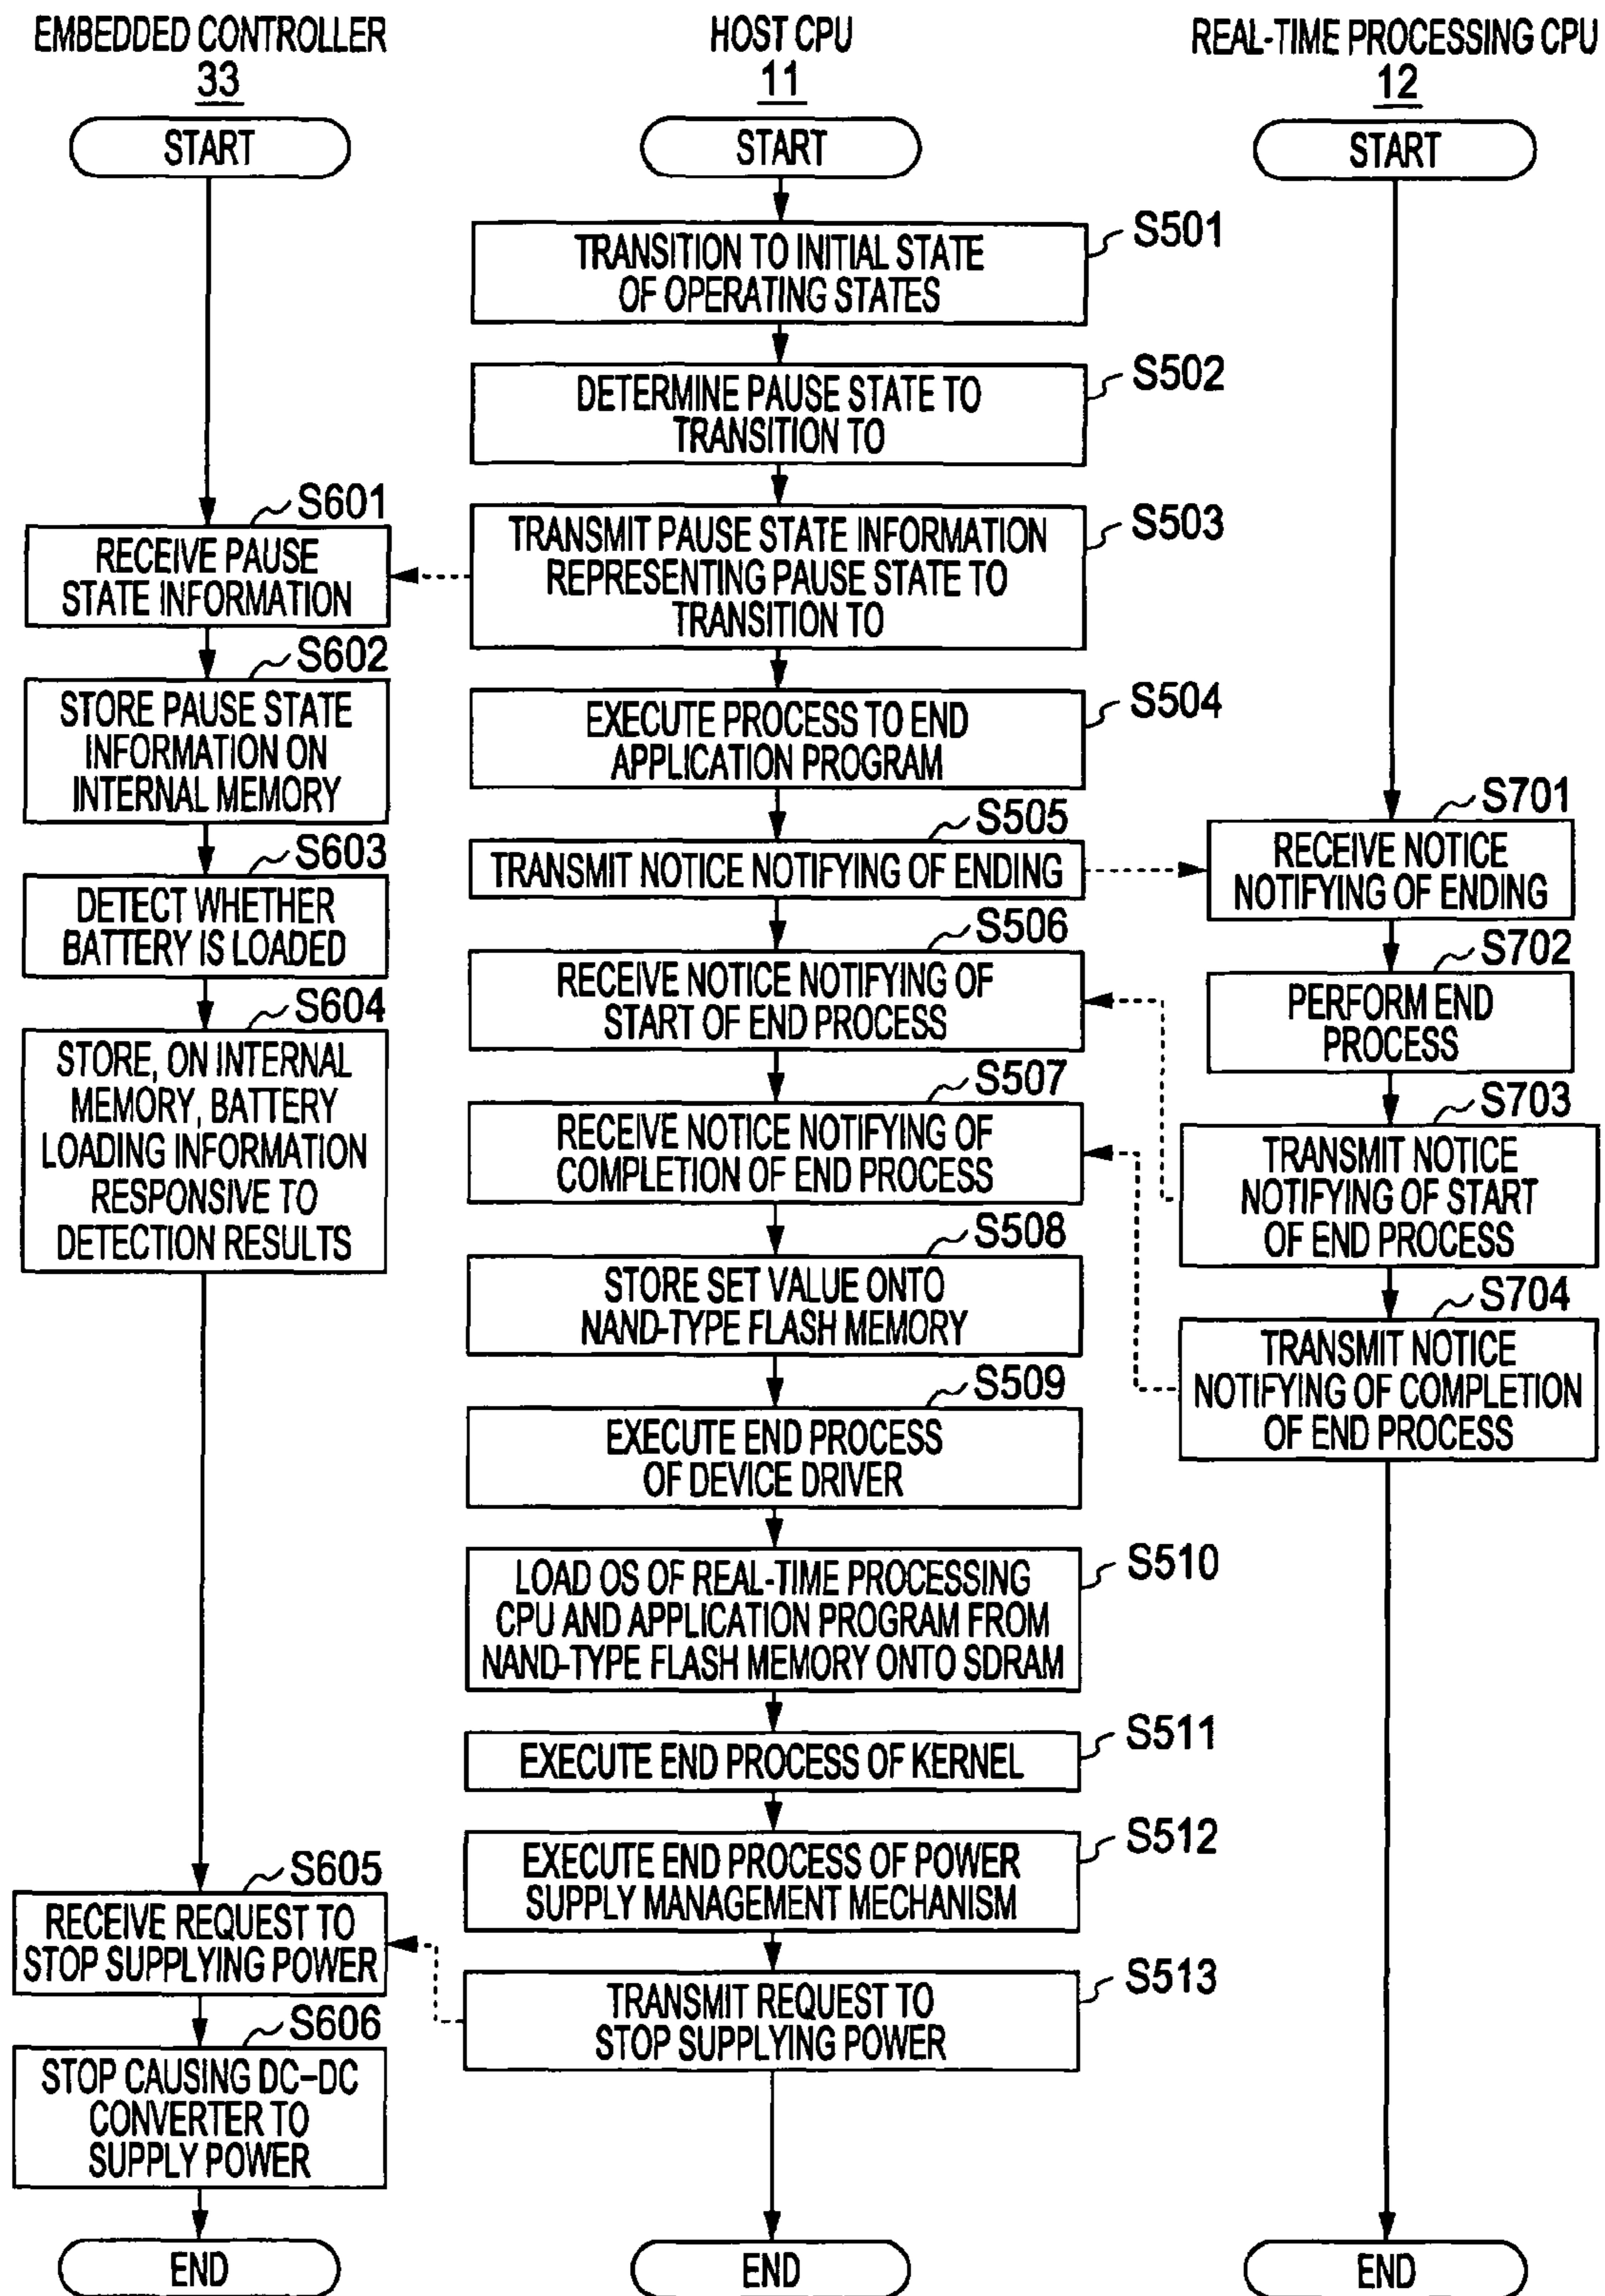 EMBEDDED CONTROLLER
33
START
S601
RECEIVE PAUSE
STATE INFORMATION
S602
STORE PAUSE STATE
INFORMATION ON
INTERNAL MEMORY
S603
DETECT WHETHER
BATTERY IS LOADED
S604
STORE, ON INTERNAL
MEMORY, BATTERY
LOADING INFORMATION
RESPONSIVE TO
DETECTION RESULTS
S605
RECEIVE REQUEST TO
STOP SUPPLYING POWER
S606
STOP CAUSING DC-DC
CONVERTER TO
SUPPLY POWER
END
HOST CPU
11
START
S501
TRANSITION TO INITIAL STATE
OF OPERATING STATES
S502
DETERMINE PAUSE STATE TO
TRANSITION TO
S503
TRANSMIT PAUSE STATE INFORMATION
REPRESENTING PAUSE STATE TO
TRANSITION TO
S504
EXECUTE PROCESS TO END
APPLICATION PROGRAM
S505
TRANSMIT NOTICE NOTIFYING OF ENDING
S506
RECEIVE NOTICE NOTIFYING OF
START OF END PROCESS
S507
RECEIVE NOTICE NOTIFYING OF
COMPLETION OF END PROCESS
S508
STORE SET VALUE ONTO
NAND-TYPE FLASH MEMORY
S509
EXECUTE END PROCESS
OF DEVICE DRIVER
S510
LOAD OS OF REAL-TIME PROCESSING
CPU AND APPLICATION PROGRAM FROM
NAND-TYPE FLASH MEMORY ONTO SDRAM
S511
EXECUTE END PROCESS OF KERNEL
S512
EXECUTE END PROCESS OF POWER
SUPPLY MANAGEMENT MECHANISM
S513
TRANSMIT REQUEST TO
STOP SUPPLYING POWER
END
REAL-TIME PROCESSING CPU
12
START
S701
RECEIVE NOTICE
NOTIFYING OF ENDING
S702
PERFORM END
PROCESS
S703
TRANSMIT NOTICE
NOTIFYING OF START
OF END PROCESS
S704
TRANSMIT NOTICE
NOTIFYING OF COMPLETION
OF END PROCESS
END